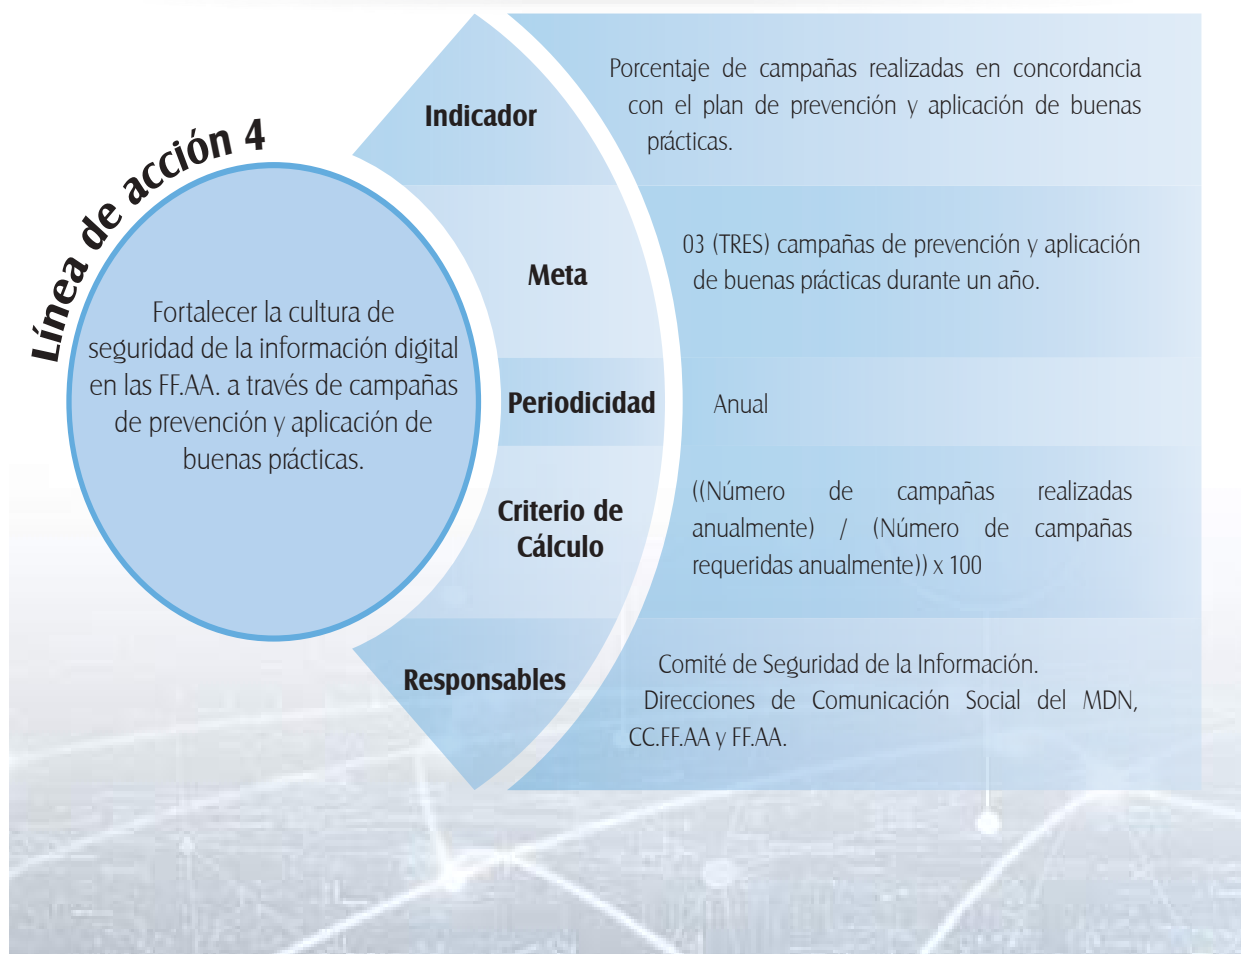 Línea de acción 4
Fortalecer la cultura de
seguridad de la información digital
en las FF.AA. a través de campañas
de prevención y aplicación de
buenas prácticas.
Indicador
Porcentaje de campañas realizadas en concordancia
con el plan de prevención y aplicación de buenas
prácticas.
Meta
03 (TRES) campañas de prevención y aplicación
de buenas prácticas durante un año.
Periodicidad
Anual
Criterio de
Cálculo
((Número de campañas realizadas
anualmente) / (Número de campañas
requeridas anualmente)) x 100
Responsables
Comité de Seguridad de la Información.
Direcciones de Comunicación Social del MDN,
CC.FF.AA y FF.AA.